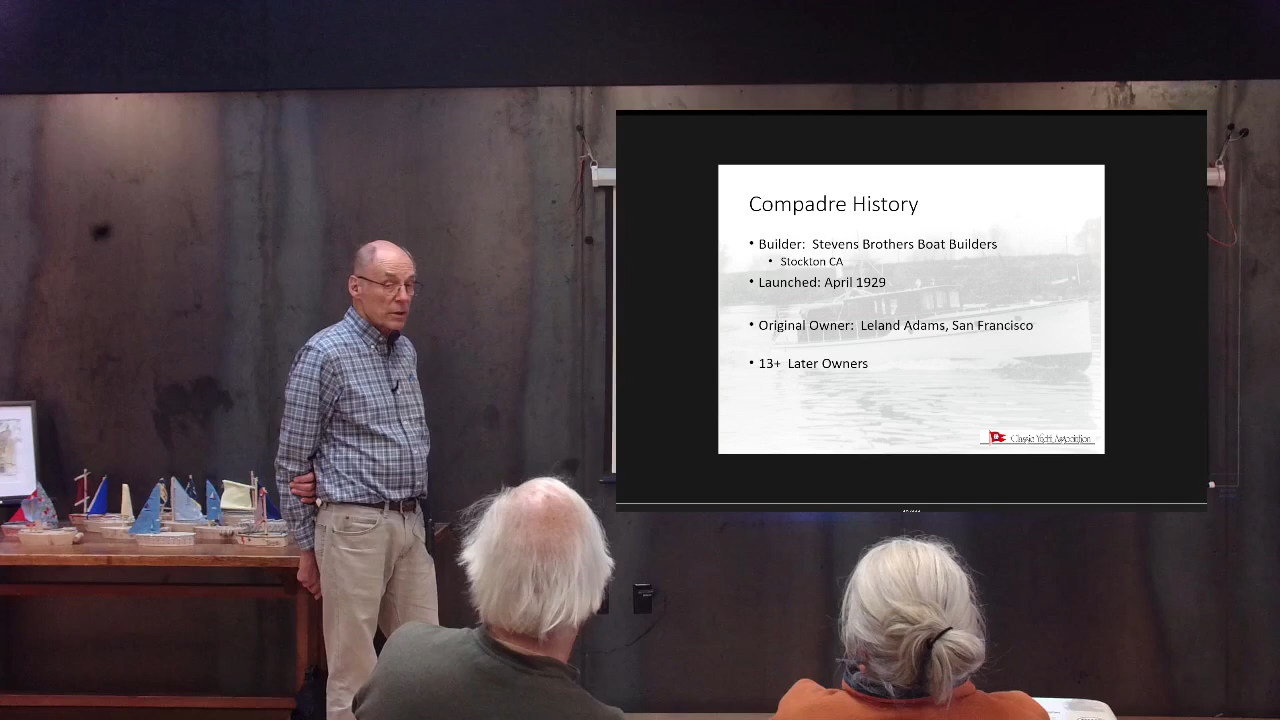 Compadre History
• Builder: Stevens Brothers Boat Builders
• Stockton CA
• Launched: April 1929
• Original Owner: Leland Adams, San Francisco
• 13+ Later Owners
Classic Yacht Association